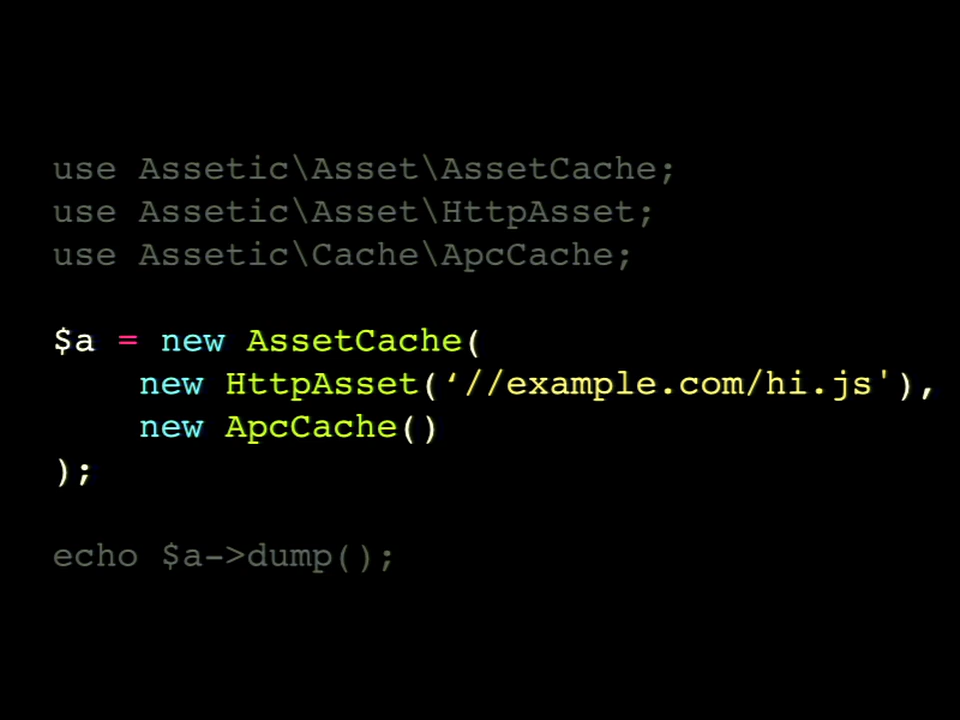 use Assetic\Asset\AssetCache;
use Assetic\Asset\HttpAsset;
use Assetic\Cache\ApcCache;
$a = new AssetCache(
new HttpAsset(‘//example.com/hi.js'),
new ApcCache()
);
echo $a->dump();